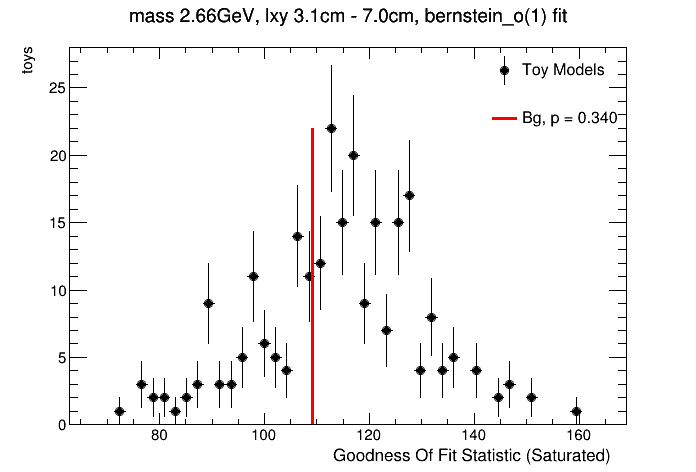 mass 2.66GeV, lxy 3.1cm - 7.0cm, bernstein_o(1) fit
toys
Toy Models
Bg, p = 0.340
25
20
15
10
5
0
80 100 120 140 160
Goodness Of Fit Statistic (Saturated)